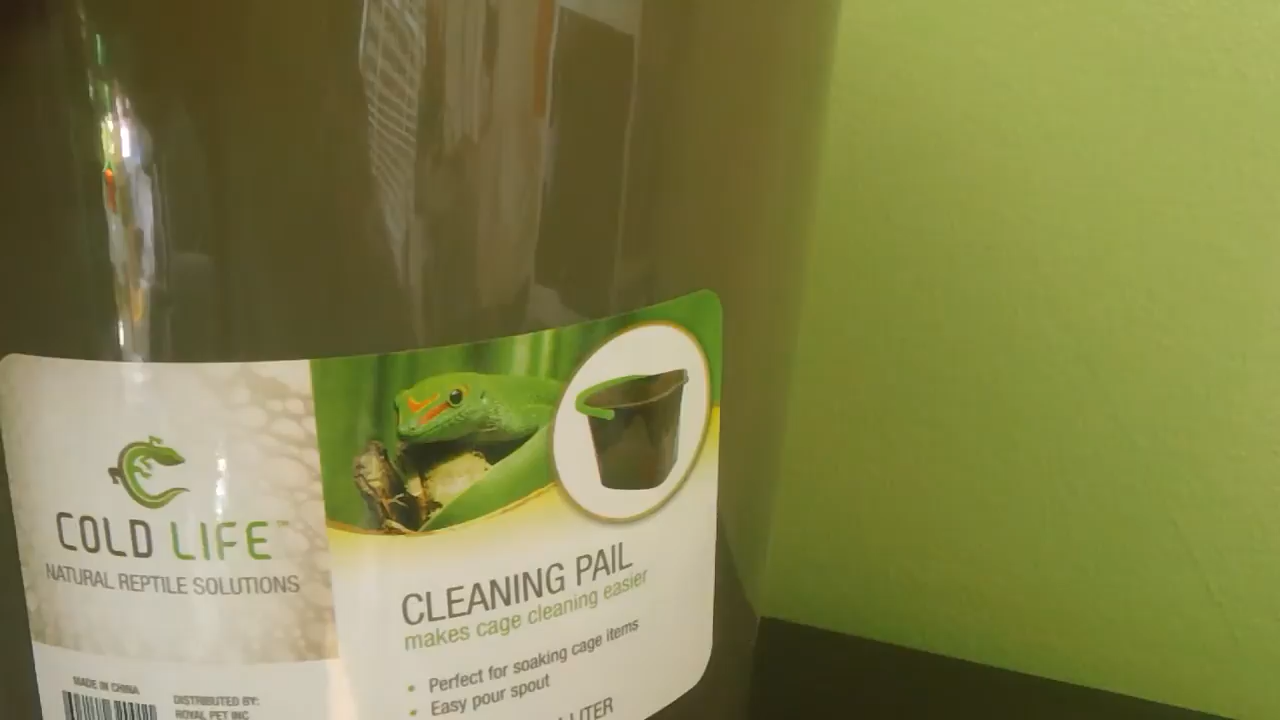 COLD LIFE™
NATURAL REPTILE SOLUTIONS
MADE IN CHINA
DISTRIBUTED BY:
ROYAL PET INC
CLEANING PAIL
makes cage cleaning easier
• Perfect for soaking cage items
• Easy pour spout
LITER